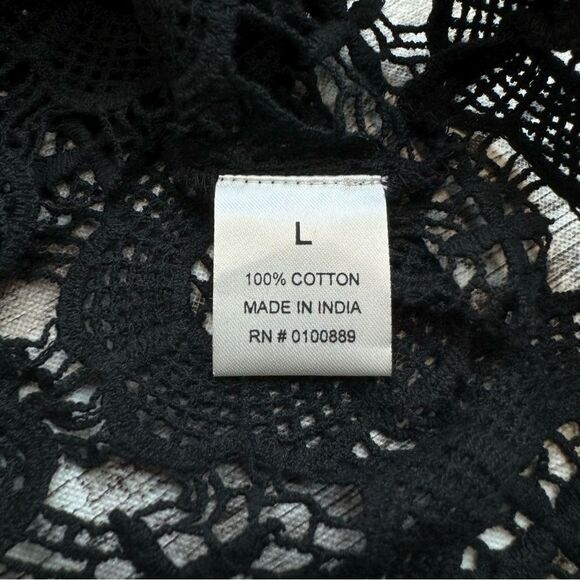 L
100% COTTON
MADE IN INDIA
RN # 0100889